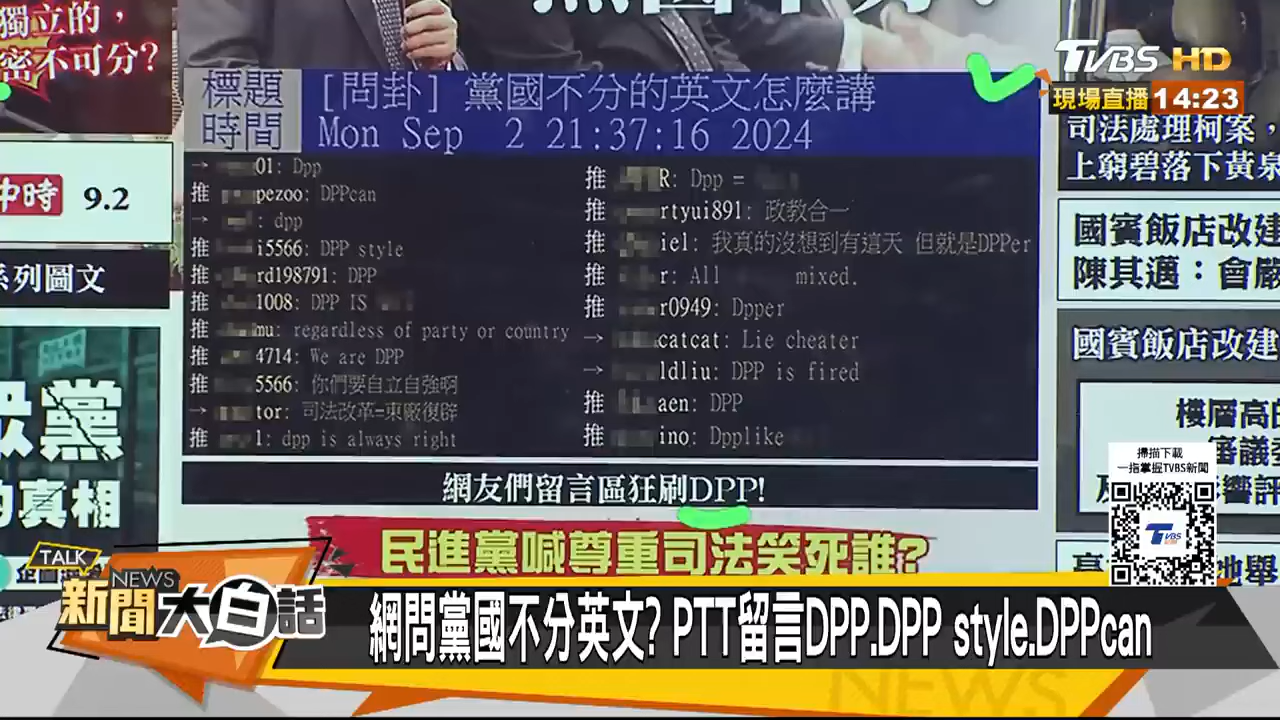 獨立的,
密不可分?
TVBS HD
現場直播 14:23
標題 [問卦] 黨國不分的英文怎麼講
時間 Mon Sep 2 21:37:16 2024
→ 01: Dpp
推 pezoo: DPPcan
→ : dpp
推 i5566: DPP style
推 rd198791: DPP
推 1008: DPP IS
推 mu: regardless of party or country
推 4714: We are DPP
推 5566: 你們要自立自強啊
→ tor: 司法改革=東廠復辟
推 l: dpp is always right
推 R: Dpp =
推 rtyui891: 政教合一
推 iel: 我真的沒想到有這天 但就是DPPer
推 r: All mixed.
推 r0949: Dpper
→ catcat: Lie cheater
→ ldliu: DPP is fired
推 aen: DPP
推 ino: Dpplike
網友們留言區狂刷DPP!
中時 9.2
系列圖文
黨
的真相
司法處理柯案,
上窮碧落下黃泉
國賓飯店改建
陳其邁:會嚴
國賓飯店改建
樓層高
審議
掃描下載
一指掌握TVBS新聞
TVBS
民進黨喊尊重司法笑死誰?
TALK
NEWS
新聞大白話
網問黨國不分英文? PTT留言DPP.DPP style.DPPcan
NEWS